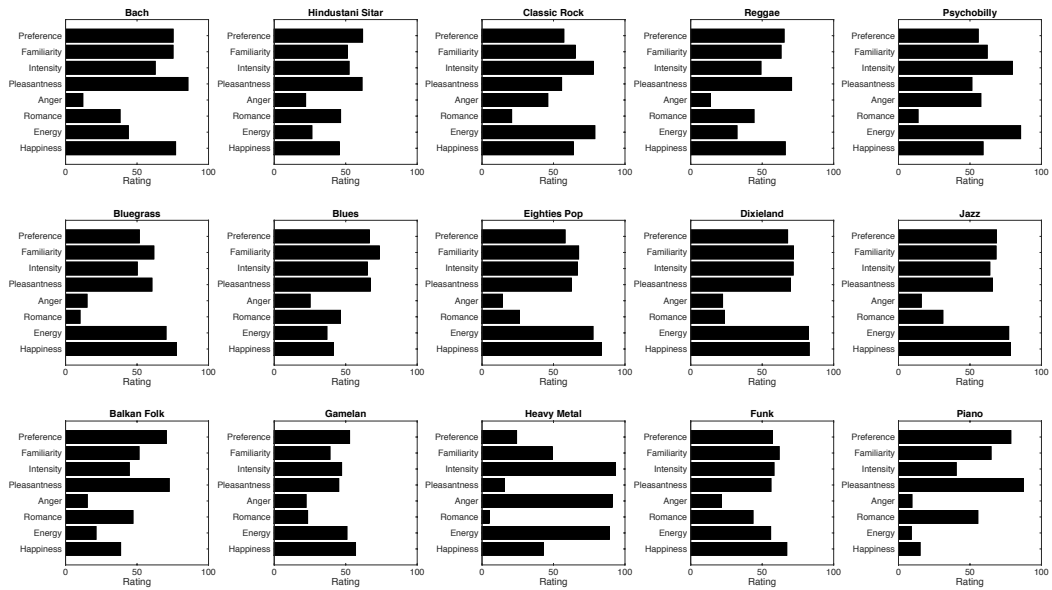 Bach
Preference
Familiarity
Intensity
Pleasantness
Anger
Romance
Energy
Happiness
0 50 100
Rating
Hindustani Sitar
Preference
Familiarity
Intensity
Pleasantness
Anger
Romance
Energy
Happiness
0 50 100
Rating
Classic Rock
Preference
Familiarity
Intensity
Pleasantness
Anger
Romance
Energy
Happiness
0 50 100
Rating
Reggae
Preference
Familiarity
Intensity
Pleasantness
Anger
Romance
Energy
Happiness
0 50 100
Rating
Psychobilly
Preference
Familiarity
Intensity
Pleasantness
Anger
Romance
Energy
Happiness
0 50 100
Rating
Bluegrass
Preference
Familiarity
Intensity
Pleasantness
Anger
Romance
Energy
Happiness
0 50 100
Rating
Blues
Preference
Familiarity
Intensity
Pleasantness
Anger
Romance
Energy
Happiness
0 50 100
Rating
Eighties Pop
Preference
Familiarity
Intensity
Pleasantness
Anger
Romance
Energy
Happiness
0 50 100
Rating
Dixieland
Preference
Familiarity
Intensity
Pleasantness
Anger
Romance
Energy
Happiness
0 50 100
Rating
Jazz
Preference
Familiarity
Intensity
Pleasantness
Anger
Romance
Energy
Happiness
0 50 100
Rating
Balkan Folk
Preference
Familiarity
Intensity
Pleasantness
Anger
Romance
Energy
Happiness
0 50 100
Rating
Gamelan
Preference
Familiarity
Intensity
Pleasantness
Anger
Romance
Energy
Happiness
0 50 100
Rating
Heavy Metal
Preference
Familiarity
Intensity
Pleasantness
Anger
Romance
Energy
Happiness
0 50 100
Rating
Funk
Preference
Familiarity
Intensity
Pleasantness
Anger
Romance
Energy
Happiness
0 50 100
Rating
Piano
Preference
Familiarity
Intensity
Pleasantness
Anger
Romance
Energy
Happiness
0 50 100
Rating